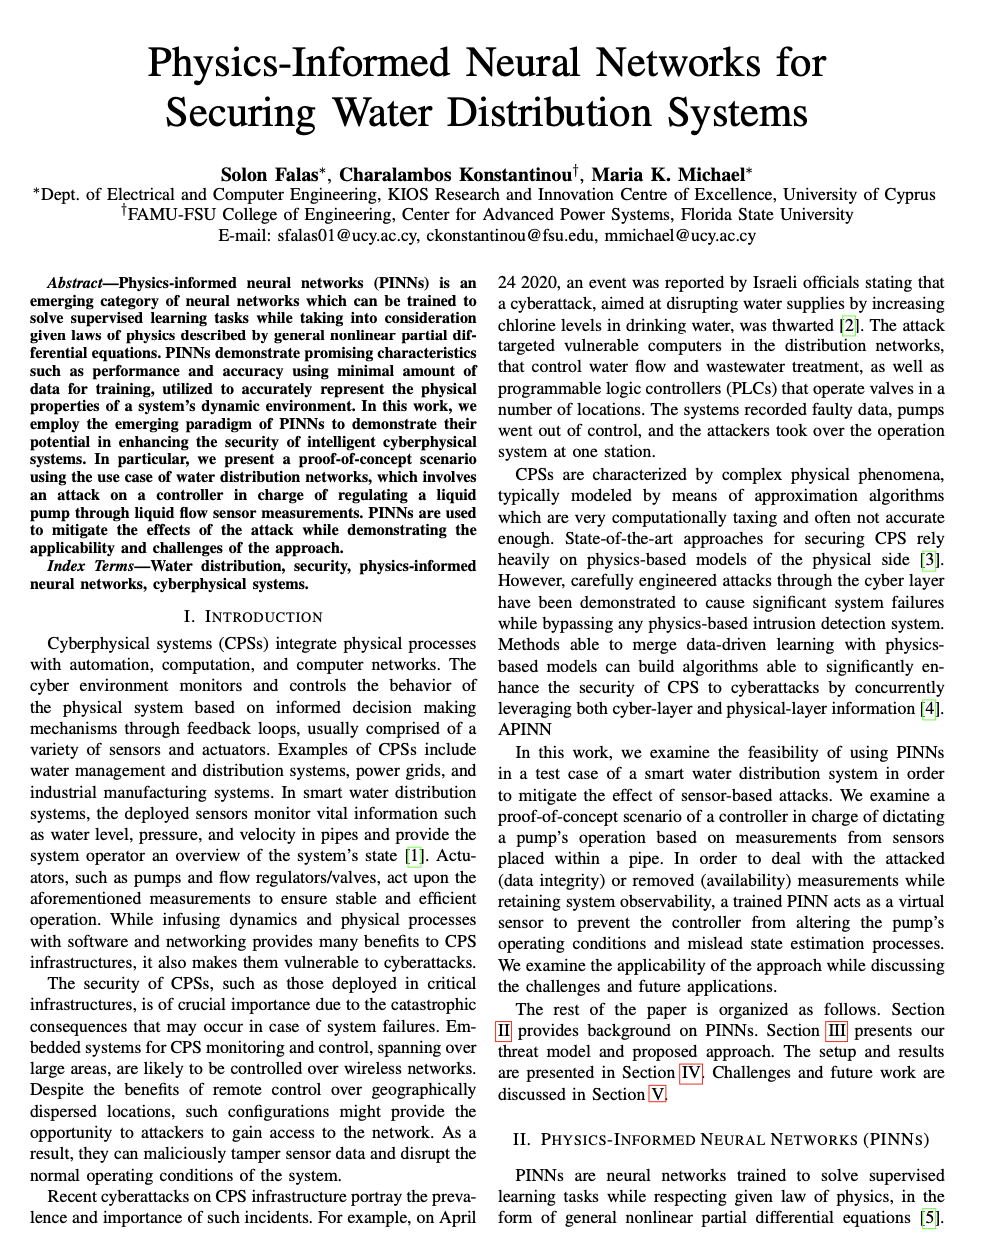 Physics-Informed Neural Networks for
Securing Water Distribution Systems
Solon Falas*, Charalambos Konstantinou†, Maria K. Michael*
*Dept. of Electrical and Computer Engineering, KIOS Research and Innovation Centre of Excellence, University of Cyprus
†FAMU-FSU College of Engineering, Center for Advanced Power Systems, Florida State University
E-mail: sfalas01@ucy.ac.cy, ckonstantinou@fsu.edu, mmichael@ucy.ac.cy
Abstract—Physics-informed neural networks (PINNs) is an
emerging category of neural networks which can be trained to
solve supervised learning tasks while taking into consideration
given laws of physics described by general nonlinear partial dif-
ferential equations. PINNs demonstrate promising characteristics
such as performance and accuracy using minimal amount of
data for training, utilized to accurately represent the physical
properties of a system's dynamic environment. In this work, we
employ the emerging paradigm of PINNs to demonstrate their
potential in enhancing the security of intelligent cyberphysical
systems. In particular, we present a proof-of-concept scenario
using the use case of water distribution networks, which involves
an attack on a controller in charge of regulating a liquid
pump through liquid flow sensor measurements. PINNs are used
to mitigate the effects of the attack while demonstrating the
applicability and challenges of the approach.
Index Terms—Water distribution, security, physics-informed
neural networks, cyberphysical systems.
I. INTRODUCTION
Cyberphysical systems (CPSs) integrate physical processes
with automation, computation, and computer networks. The
cyber environment monitors and controls the behavior of
the physical system based on informed decision making
mechanisms through feedback loops, usually comprised of a
variety of sensors and actuators. Examples of CPSs include
water management and distribution systems, power grids, and
industrial manufacturing systems. In smart water distribution
systems, the deployed sensors monitor vital information such
as water level, pressure, and velocity in pipes and provide the
system operator an overview of the system's state [1]. Actu-
ators, such as pumps and flow regulators/valves, act upon the
aforementioned measurements to ensure stable and efficient
operation. While infusing dynamics and physical processes
with software and networking provides many benefits to CPS
infrastructures, it also makes them vulnerable to cyberattacks.
The security of CPSs, such as those deployed in critical
infrastructures, is of crucial importance due to the catastrophic
consequences that may occur in case of system failures. Em-
bedded systems for CPS monitoring and control, spanning over
large areas, are likely to be controlled over wireless networks.
Despite the benefits of remote control over geographically
dispersed locations, such configurations might provide the
opportunity to attackers to gain access to the network. As a
result, they can maliciously tamper sensor data and disrupt the
normal operating conditions of the system.
Recent cyberattacks on CPS infrastructure portray the preva-
lence and importance of such incidents. For example, on April
24 2020, an event was reported by Israeli officials stating that
a cyberattack, aimed at disrupting water supplies by increasing
chlorine levels in drinking water, was thwarted [2]. The attack
targeted vulnerable computers in the distribution networks,
that control water flow and wastewater treatment, as well as
programmable logic controllers (PLCs) that operate valves in a
number of locations. The systems recorded faulty data, pumps
went out of control, and the attackers took over the operation
system at one station.
CPSs are characterized by complex physical phenomena,
typically modeled by means of approximation algorithms
which are very computationally taxing and often not accurate
enough. State-of-the-art approaches for securing CPS rely
heavily on physics-based models of the physical side [3].
However, carefully engineered attacks through the cyber layer
have been demonstrated to cause significant system failures
while bypassing any physics-based intrusion detection system.
Methods able to merge data-driven learning with physics-
based models can build algorithms able to significantly en-
hance the security of CPS to cyberattacks by concurrently
leveraging both cyber-layer and physical-layer information [4].
APINN
In this work, we examine the feasibility of using PINNs
in a test case of a smart water distribution system in order
to mitigate the effect of sensor-based attacks. We examine a
proof-of-concept scenario of a controller in charge of dictating
a pump's operation based on measurements from sensors
placed within a pipe. In order to deal with the attacked
(data integrity) or removed (availability) measurements while
retaining system observability, a trained PINN acts as a virtual
sensor to prevent the controller from altering the pump's
operating conditions and mislead state estimation processes.
We examine the applicability of the approach while discussing
the challenges and future applications.
The rest of the paper is organized as follows. Section
II provides background on PINNs. Section III presents our
threat model and proposed approach. The setup and results
are presented in Section IV. Challenges and future work are
discussed in Section V.
II. PHYSICS-INFORMED NEURAL NETWORKS (PINNS)
PINNs are neural networks trained to solve supervised
learning tasks while respecting given law of physics, in the
form of general nonlinear partial differential equations [5].